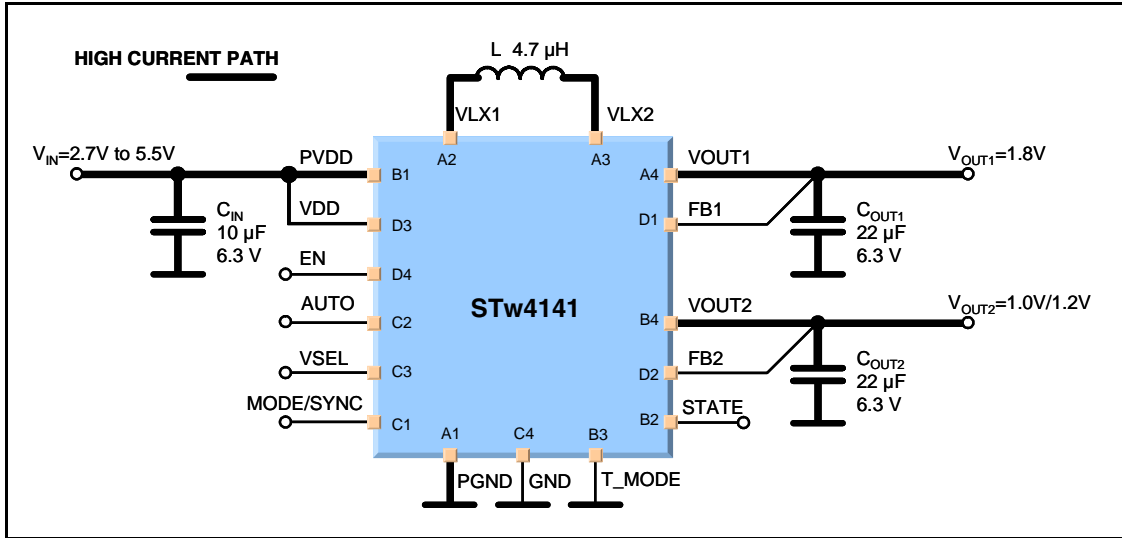 HIGH CURRENT PATH
L 4.7 µH
VLX1
VLX2
A2
A3
VIN=2.7V to 5.5V
PVDD
B1
VDD
D3
CIN
10 µF
6.3 V
EN
D4
AUTO
C2
VSEL
C3
MODE/SYNC
C1
STw4141
A4
VOUT1
VOUT1=1.8V
D1
FB1
COUT1
22 µF
6.3 V
B4
VOUT2
VOUT2=1.0V/1.2V
D2
FB2
COUT2
22 µF
6.3 V
B2
STATE
A1
C4
B3
PGND
GND
T_MODE